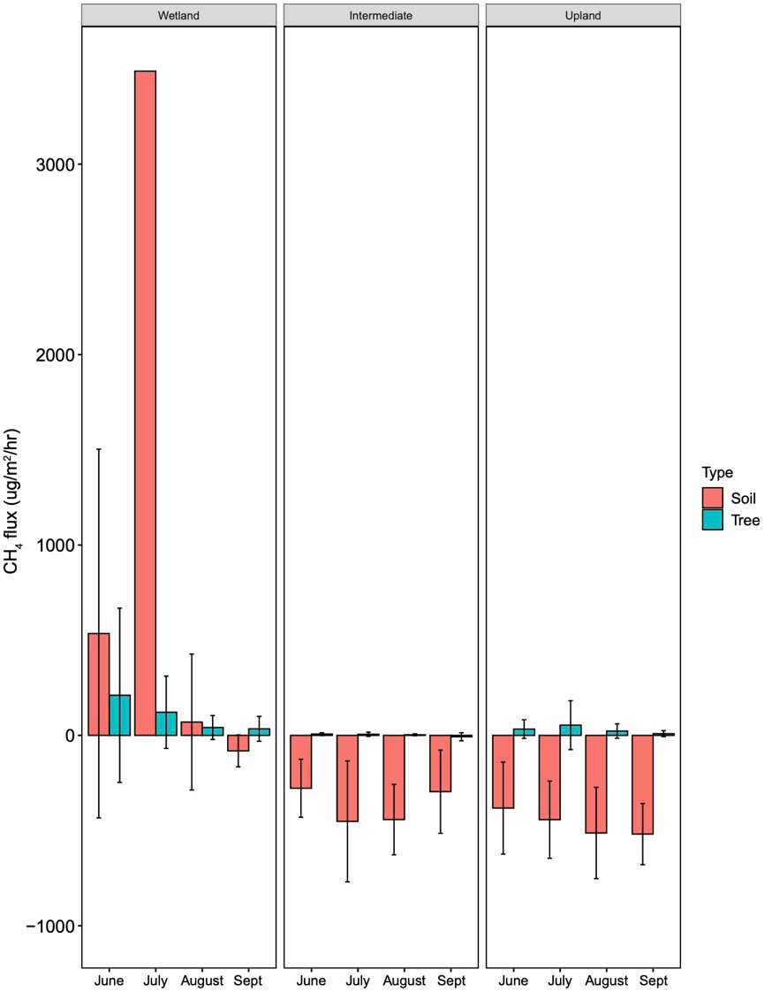 Wetland
Intermediate
Upland
3000
2000
1000
0
−1000
CH₄ flux (ug/m²/hr)
June July August Sept
June July August Sept
June July August Sept
Type
Soil
Tree